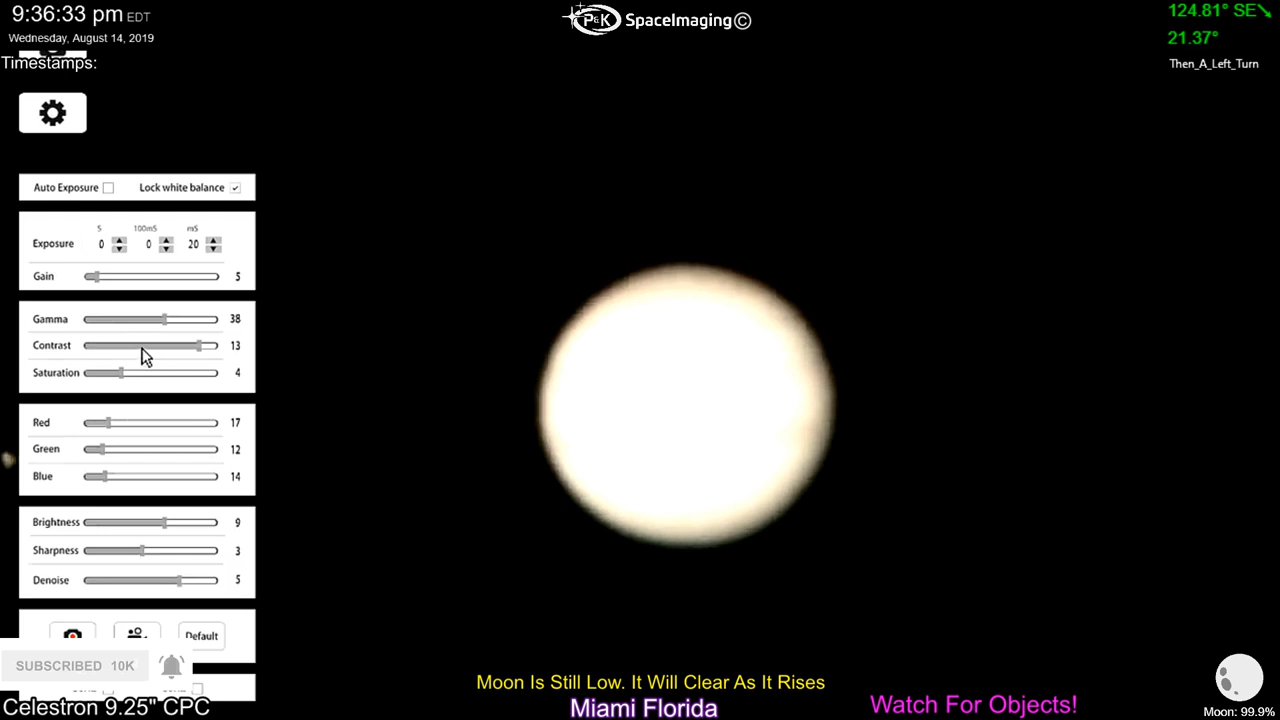 9:36:33 pm EDT
Wednesday, August 14, 2019
Timestamps:
P&K SpaceImaging©
124.81° SE↘
21.37°
Then_A_Left_Turn
Auto Exposure Lock white balance ✓
S 100mS mS
Exposure 0 0 20
Gain 5
Gamma 38
Contrast 13
Saturation 4
Red 17
Green 12
Blue 14
Brightness 9
Sharpness 3
Denoise 5
Default
SUBSCRIBED 10K
Celestron 9.25" CPC
Moon Is Still Low. It Will Clear As It Rises
Miami Florida
Watch For Objects!
Moon: 99.9%